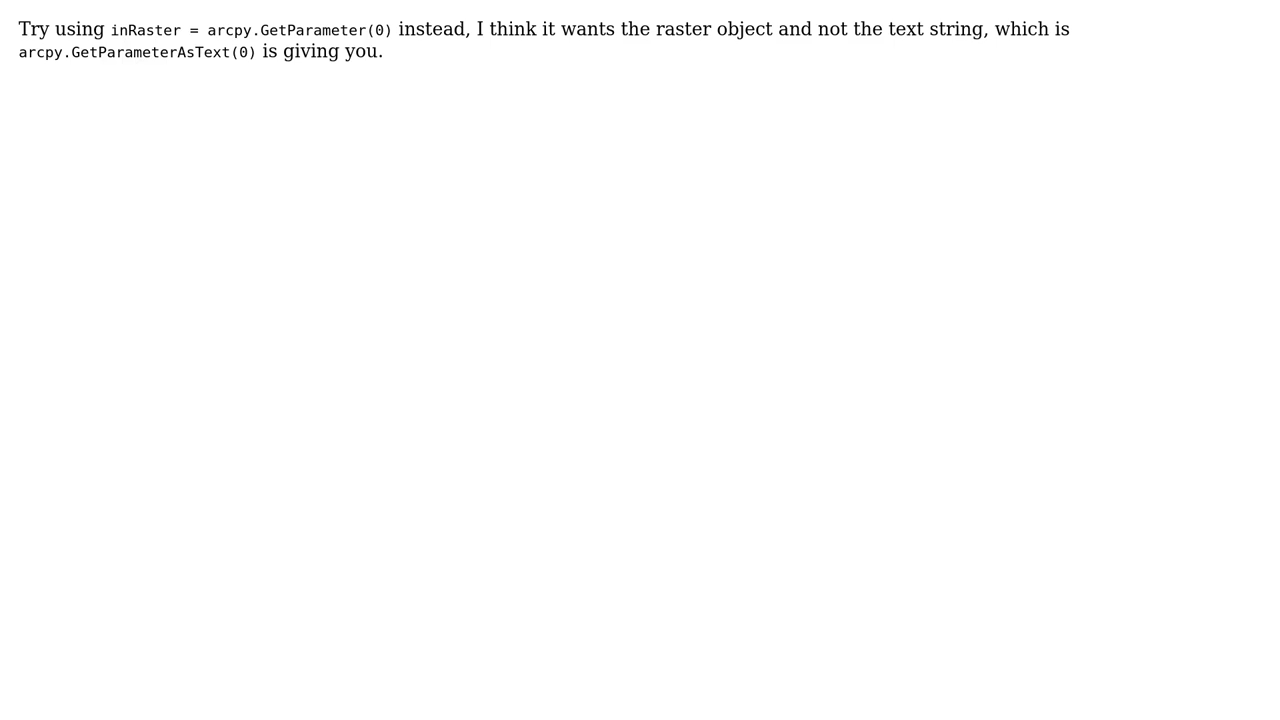 Try using inRaster = arcpy.GetParameter(0) instead, I think it wants the raster object and not the text string, which is
arcpy.GetParameterAsText(0) is giving you.